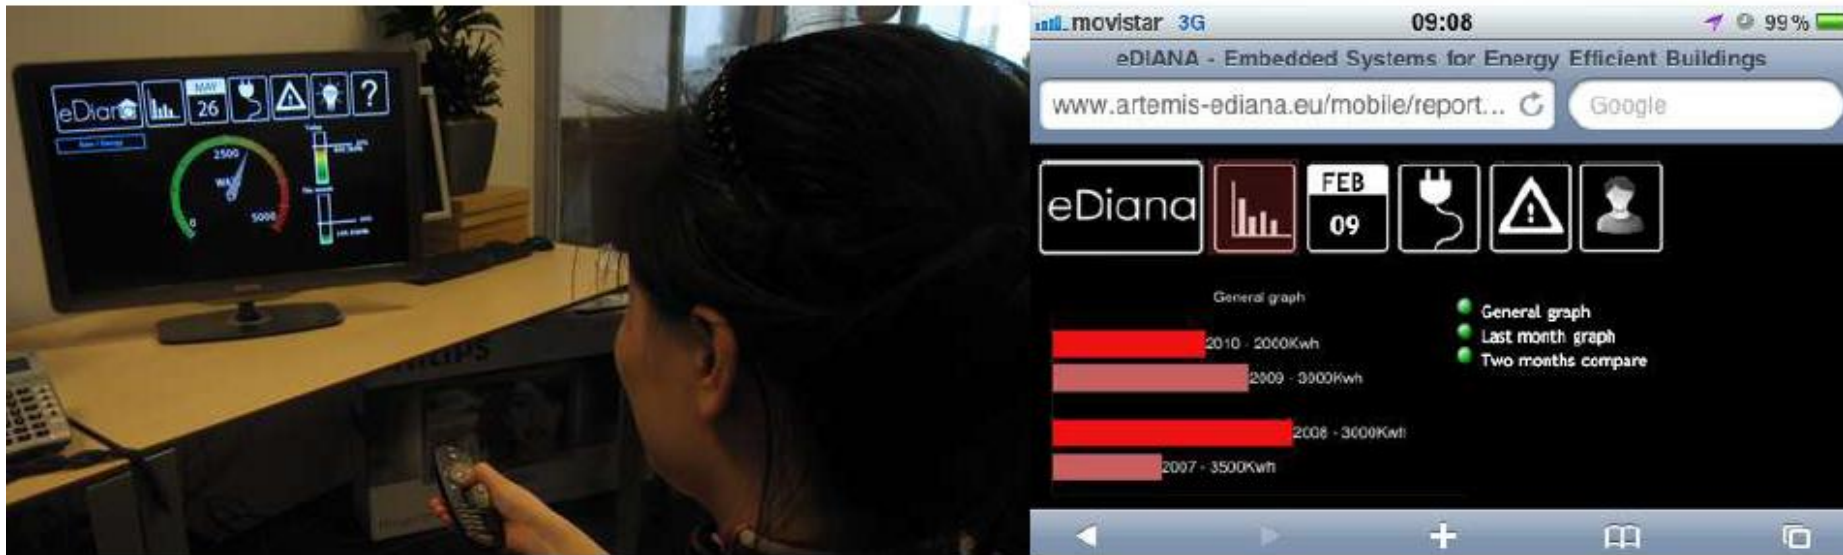 eDiana
MAY
26
?
2500
0
5000
PHILIPS
movistar 3G 09:08 99%
eDIANA - Embedded Systems for Energy Efficient Buildings
www.artemis-ediana.eu/mobile/report... Google
eDiana
FEB
09
General graph
2010 - 2000Kwh
2009 - 3000Kwh
2008 - 3000Kwh
2007 - 3500Kwh
General graph
Last month graph
Two months compare